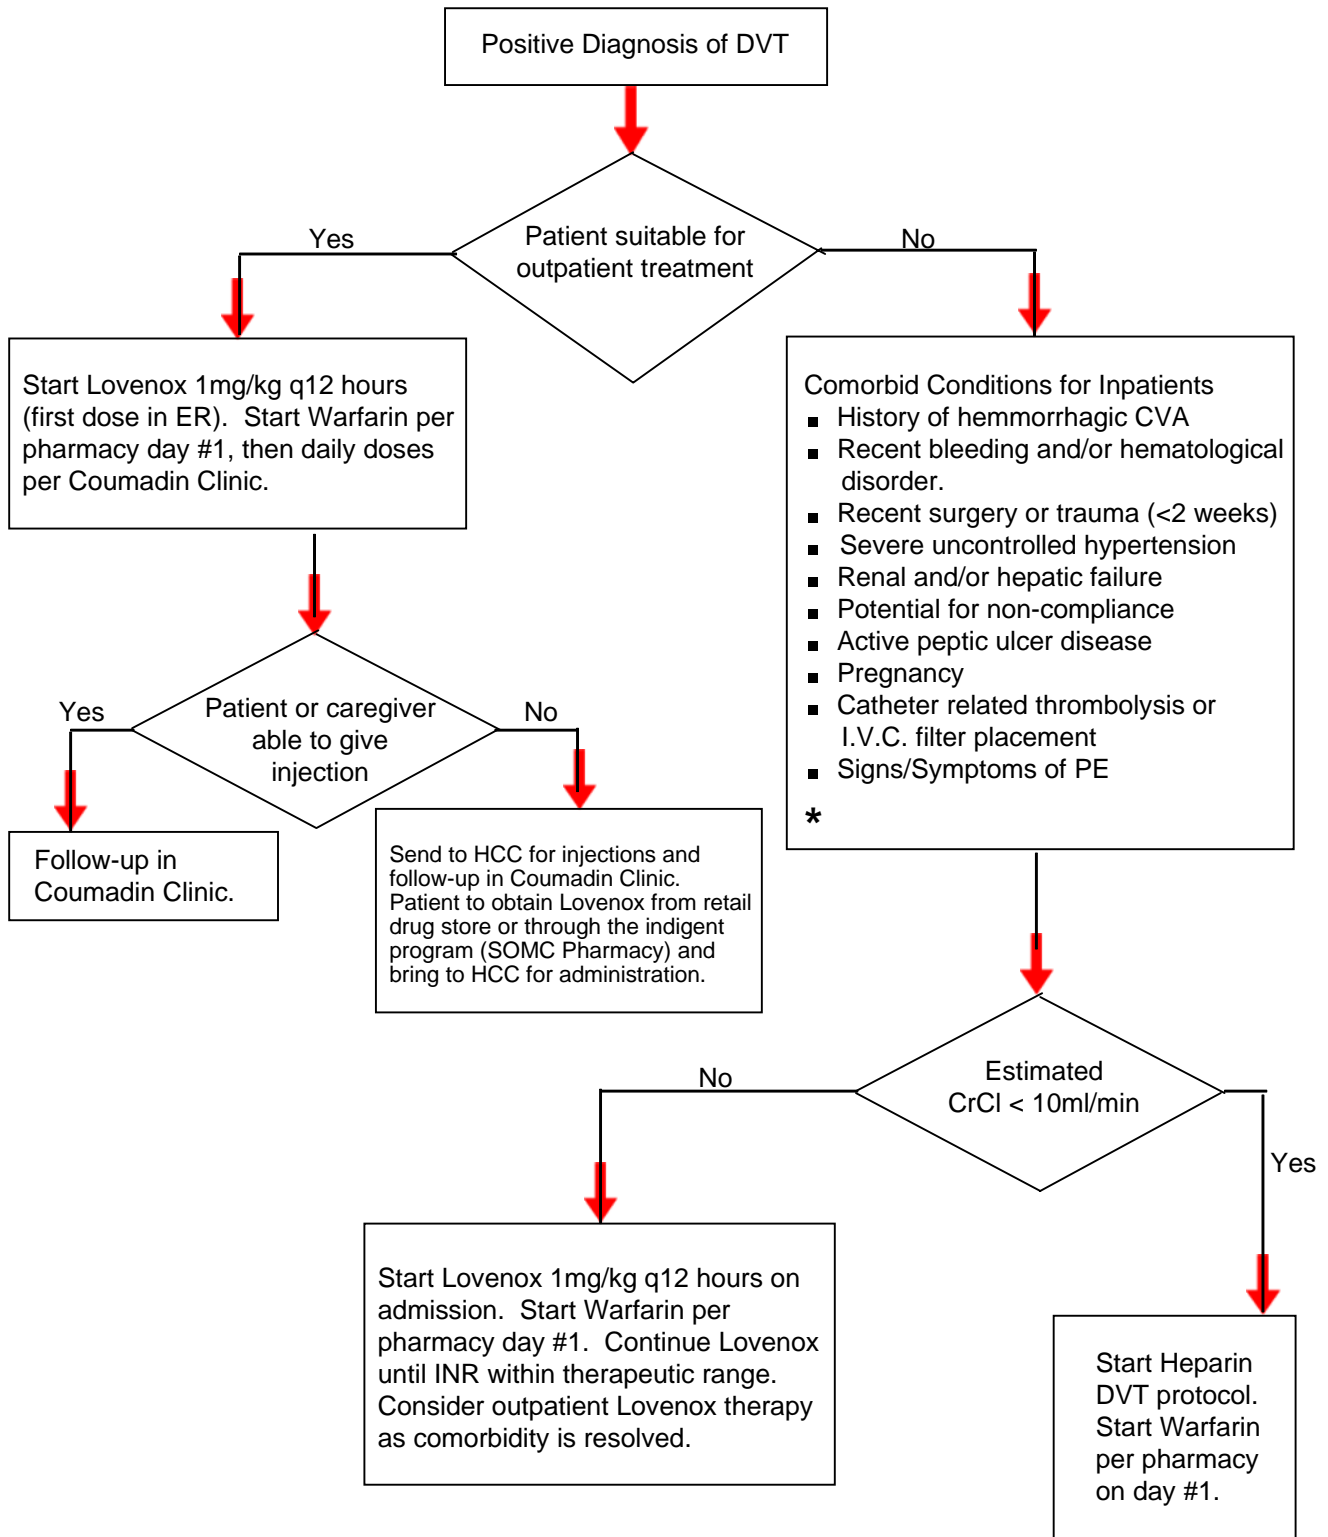 Positive Diagnosis of DVT
Patient suitable for
outpatient treatment
Yes
No
Start Lovenox 1mg/kg q12 hours
(first dose in ER).  Start Warfarin per
pharmacy day #1, then daily doses
per Coumadin Clinic.
Comorbid Conditions for Inpatients
■ History of hemmorrhagic CVA
■ Recent bleeding and/or hematological
disorder.
■ Recent surgery or trauma (<2 weeks)
■ Severe uncontrolled hypertension
■ Renal and/or hepatic failure
■ Potential for non-compliance
■ Active peptic ulcer disease
■ Pregnancy
■ Catheter related thrombolysis or
I.V.C. filter placement
■ Signs/Symptoms of PE
*
Patient or caregiver
able to give
injection
Yes
No
Follow-up in
Coumadin Clinic.
Send to HCC for injections and
follow-up in Coumadin Clinic.
Patient to obtain Lovenox from retail
drug store or through the indigent
program (SOMC Pharmacy) and
bring to HCC for administration.
Estimated
CrCl < 10ml/min
No
Yes
Start Lovenox 1mg/kg q12 hours on
admission.  Start Warfarin per
pharmacy day #1.  Continue Lovenox
until INR within therapeutic range.
Consider outpatient Lovenox therapy
as comorbidity is resolved.
Start Heparin
DVT protocol.
Start Warfarin
per pharmacy
on day #1.